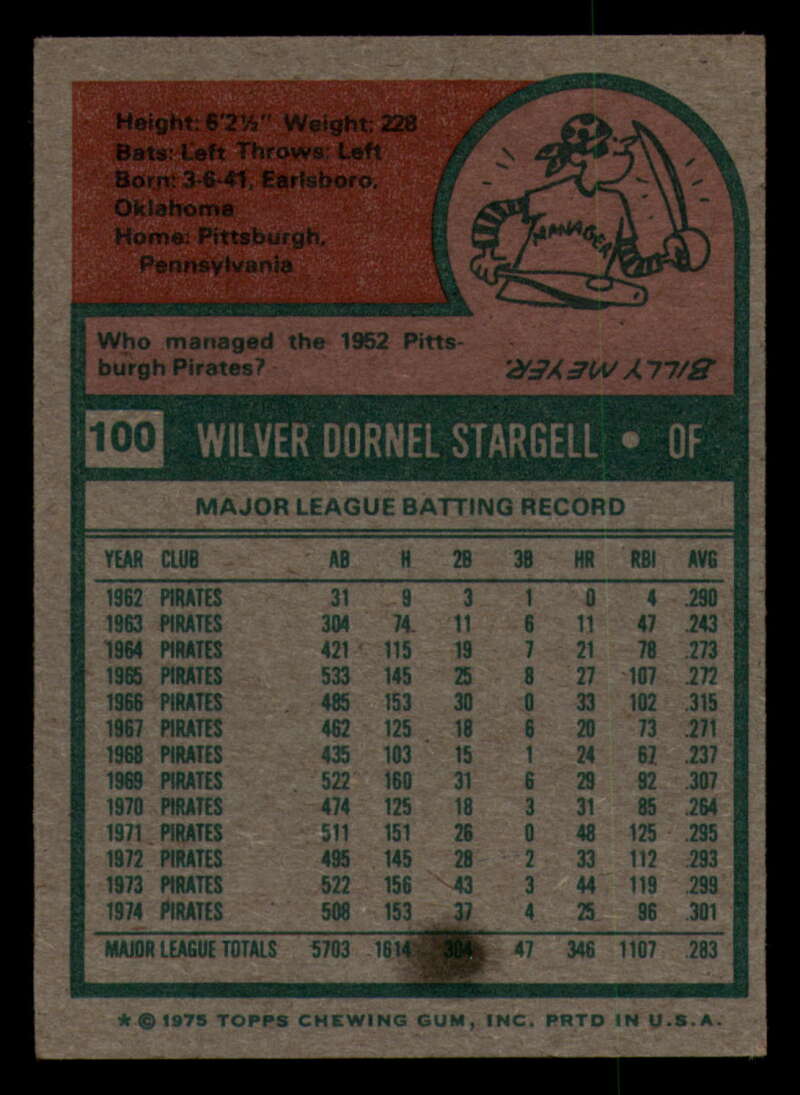 Height: 6'2½" Weight: 228
Bats: Left Throws: Left
Born: 3-6-41, Earlsboro,
Oklahoma
Home: Pittsburgh,
Pennsylvania
MANAGER
Who managed the 1952 Pitts-
burgh Pirates?
BILLY MEYER.
100 WILVER DORNEL STARGELL • OF
MAJOR LEAGUE BATTING RECORD
YEAR CLUB AB H 2B 3B HR RBI AVG
1962 PIRATES 31 9 3 1 0 4 .290
1963 PIRATES 304 74 11 6 11 47 .243
1964 PIRATES 421 115 19 7 21 78 .273
1965 PIRATES 533 145 25 8 27 107 .272
1966 PIRATES 485 153 30 0 33 102 .315
1967 PIRATES 462 125 18 6 20 73 .271
1968 PIRATES 435 103 15 1 24 67 .237
1969 PIRATES 522 160 31 6 29 92 .307
1970 PIRATES 474 125 18 3 31 85 .264
1971 PIRATES 511 151 26 0 48 125 .295
1972 PIRATES 495 145 28 2 33 112 .293
1973 PIRATES 522 156 43 3 44 119 .299
1974 PIRATES 508 153 37 4 25 96 .301
MAJOR LEAGUE TOTALS 5703 1614 304 47 346 1107 .283
* © 1975 TOPPS CHEWING GUM, INC. PRTD IN U.S.A.